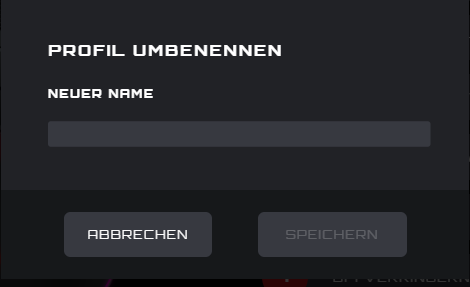 PROFIL UMBENENNEN
NEUER NAME
ABBRECHEN
SPEICHERN